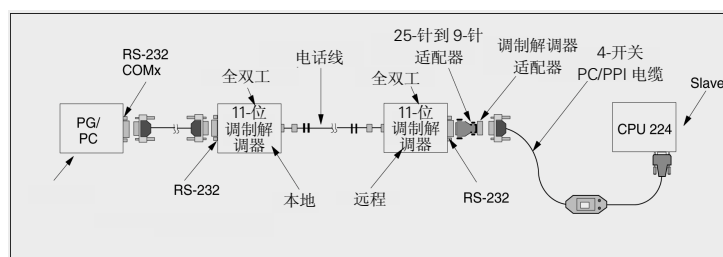 RS-232
COMx
PG/
PC
全双工
11-位
调制解
调器
RS-232
本地
电话线
全双工
11-位
调制解
调器
远程
RS-232
25-针到 9-针
适配器
调制解调器
适配器
4-开关
PC/PPI 电缆
CPU 224
Slave